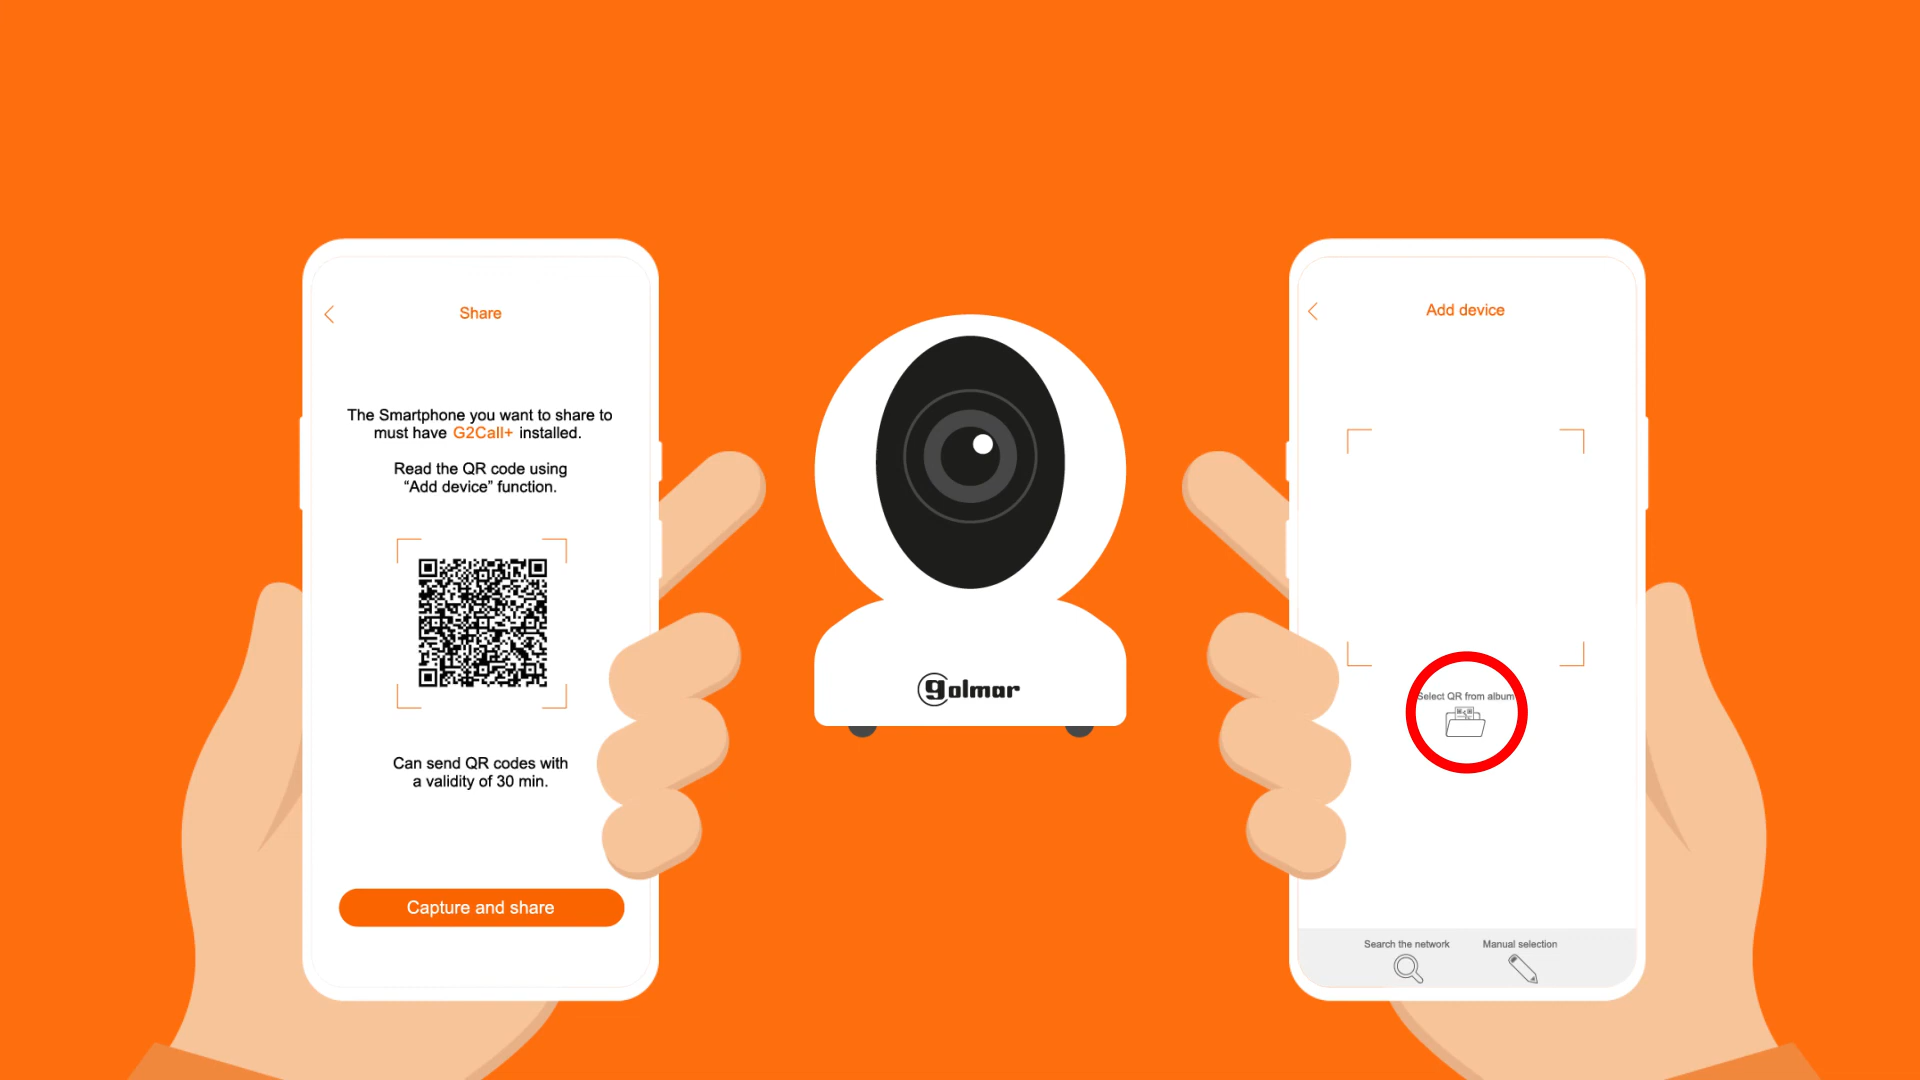 Share
The Smartphone you want to share to
must have G2Call+ installed.
Read the QR code using
“Add device” function.
Can send QR codes with
a validity of 30 min.
Capture and share
golmar
Add device
Select QR from album
Search the network
Manual selection